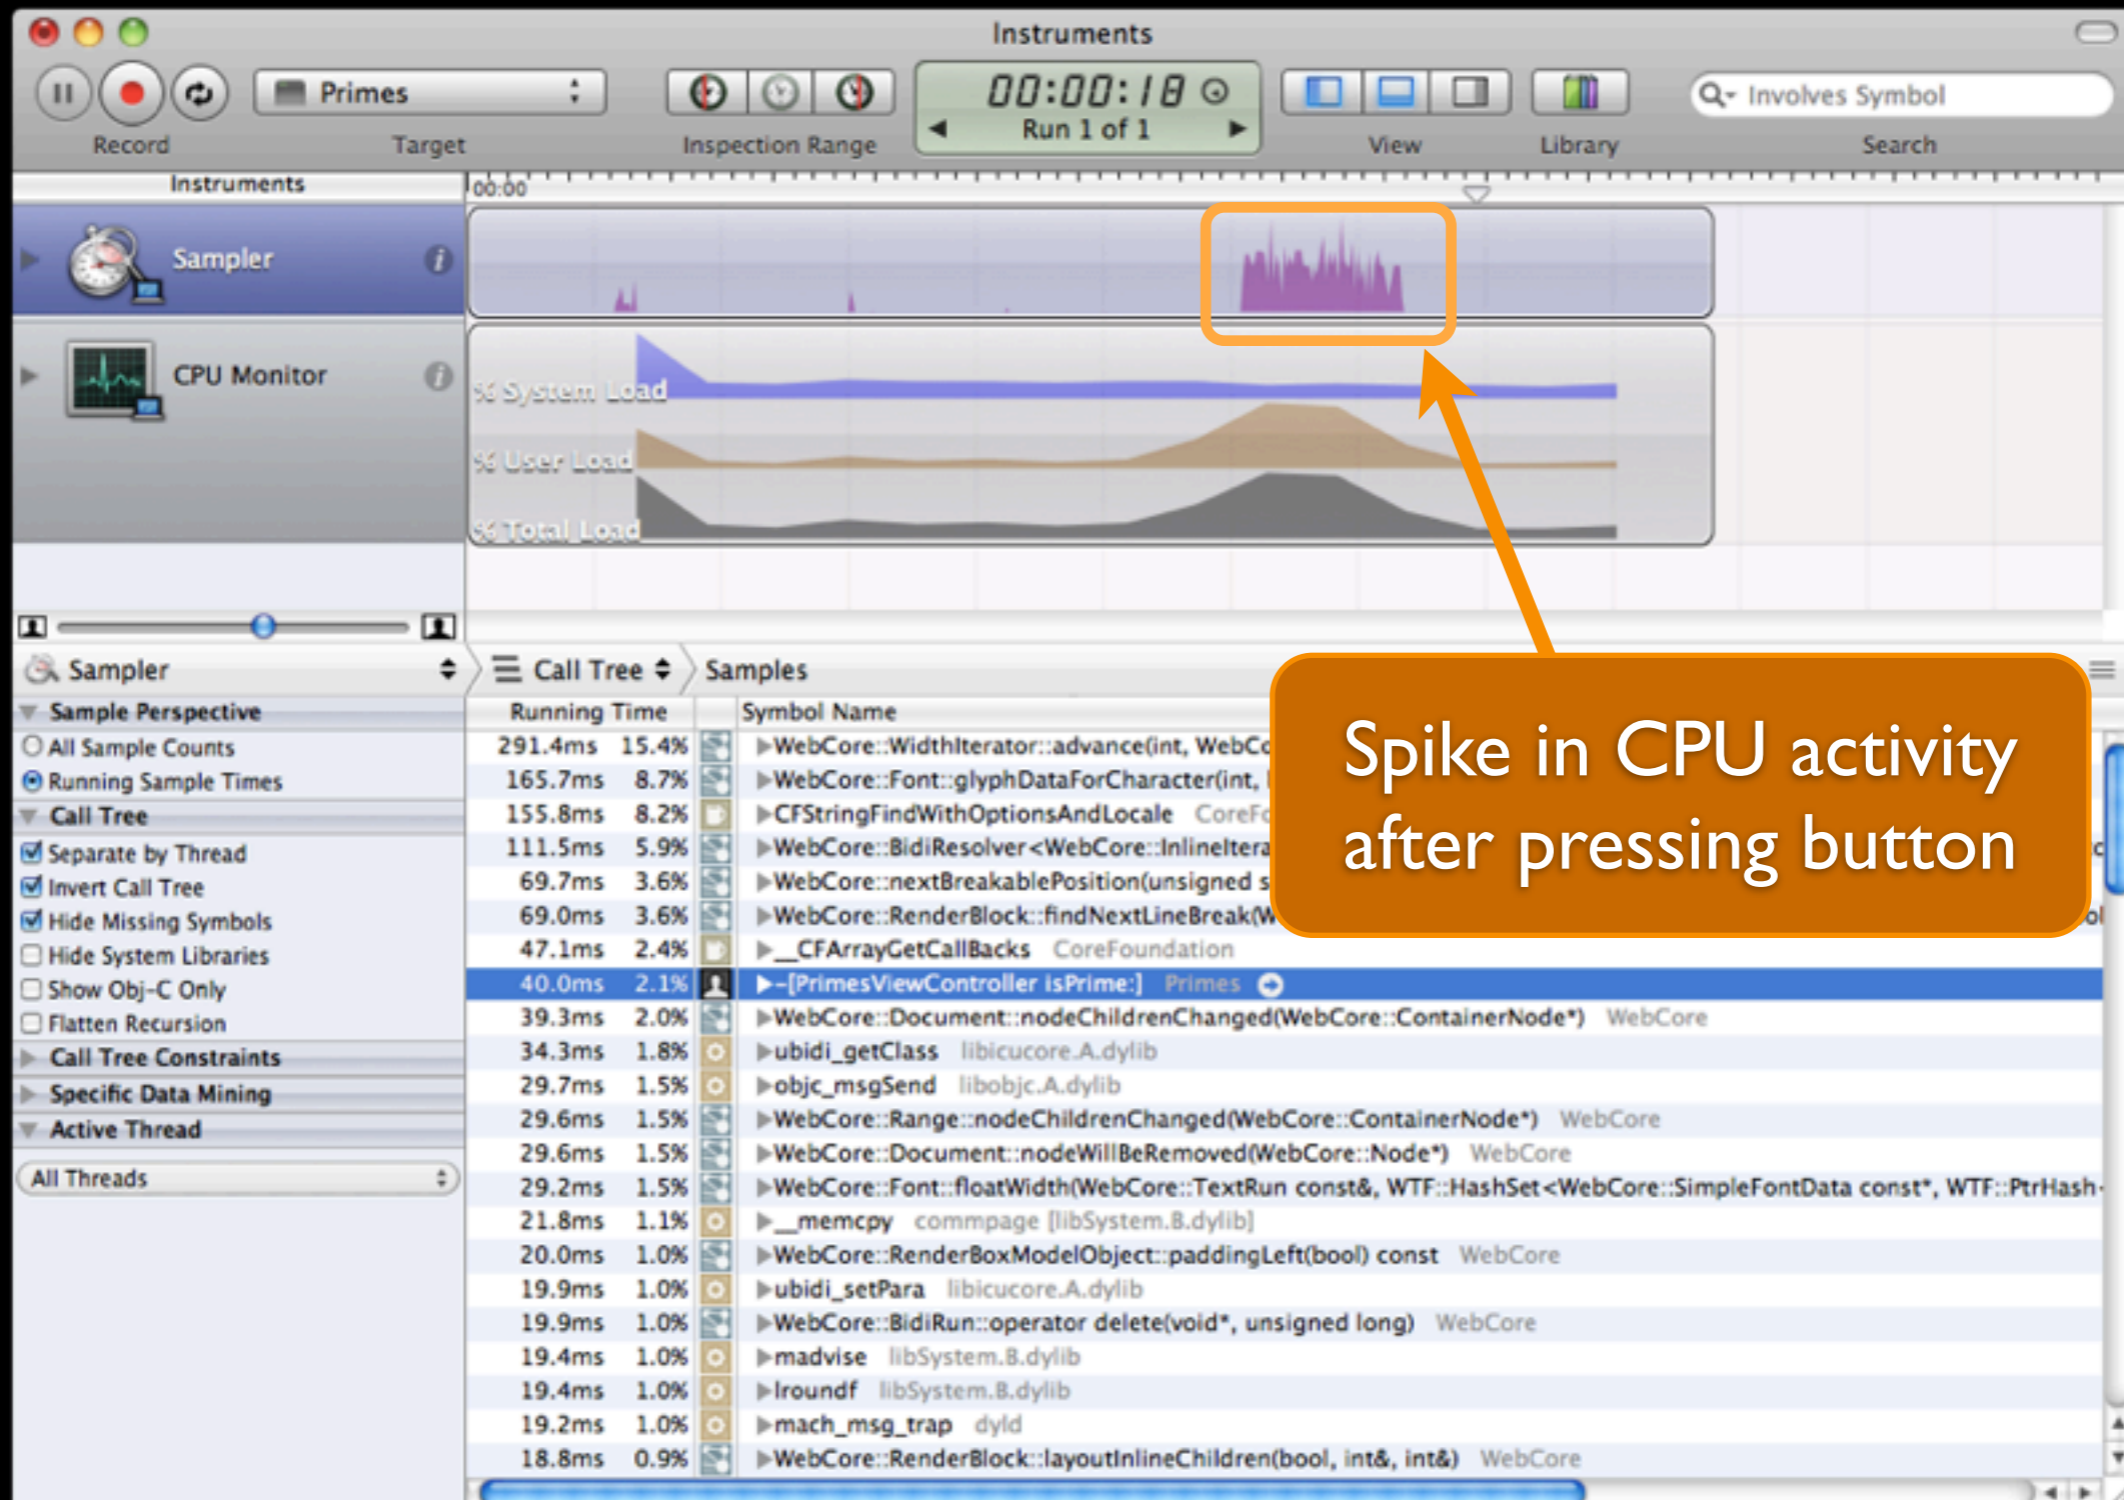 Instruments
Primes
00:00:18
Run 1 of 1
Involves Symbol
Record
Target
Inspection Range
View
Library
Search
Instruments
00:00
Sampler
CPU Monitor
% System Load
% User Load
% Total Load
Spike in CPU activity
after pressing button
Sampler
Call Tree
Samples
Sample Perspective
All Sample Counts
Running Sample Times
Call Tree
Separate by Thread
Invert Call Tree
Hide Missing Symbols
Hide System Libraries
Show Obj-C Only
Flatten Recursion
Call Tree Constraints
Specific Data Mining
Active Thread
All Threads
Running Time Symbol Name
291.4ms 15.4% WebCore::WidthIterator::advance(int,
165.7ms 8.7% WebCore::Font::glyphDataForCharacter(int,
155.8ms 8.2% CFStringFindWithOptionsAndLocale
111.5ms 5.9% WebCore::BidiResolver<WebCore::InlineItera
69.7ms 3.6% WebCore::nextBreakablePosition(unsigned s
69.0ms 3.6% WebCore::RenderBlock::findNextLineBreak(W
47.1ms 2.4% __CFArrayGetCallBacks CoreFoundation
40.0ms 2.1% -[PrimesViewController isPrime:] Primes
39.3ms 2.0% WebCore::Document::nodeChildrenChanged(WebCore::ContainerNode*) WebCore
34.3ms 1.8% ubidi_getClass libicucore.A.dylib
29.7ms 1.5% objc_msgSend libobjc.A.dylib
29.6ms 1.5% WebCore::Range::nodeChildrenChanged(WebCore::ContainerNode*) WebCore
29.6ms 1.5% WebCore::Document::nodeWillBeRemoved(WebCore::Node*) WebCore
29.2ms 1.5% WebCore::Font::floatWidth(WebCore::TextRun const&, WTF::HashSet<WebCore::SimpleFontData const*, WTF::PtrHash
21.8ms 1.1% __memcpy commpage [libSystem.B.dylib]
20.0ms 1.0% WebCore::RenderBoxModelObject::paddingLeft(bool) const WebCore
19.9ms 1.0% ubidi_setPara libicucore.A.dylib
19.9ms 1.0% WebCore::BidiRun::operator delete(void*, unsigned long) WebCore
19.4ms 1.0% madvise libSystem.B.dylib
19.4ms 1.0% lroundf libSystem.B.dylib
19.2ms 1.0% mach_msg_trap dyld
18.8ms 0.9% WebCore::RenderBlock::layoutInlineChildren(bool, int&, int&) WebCore